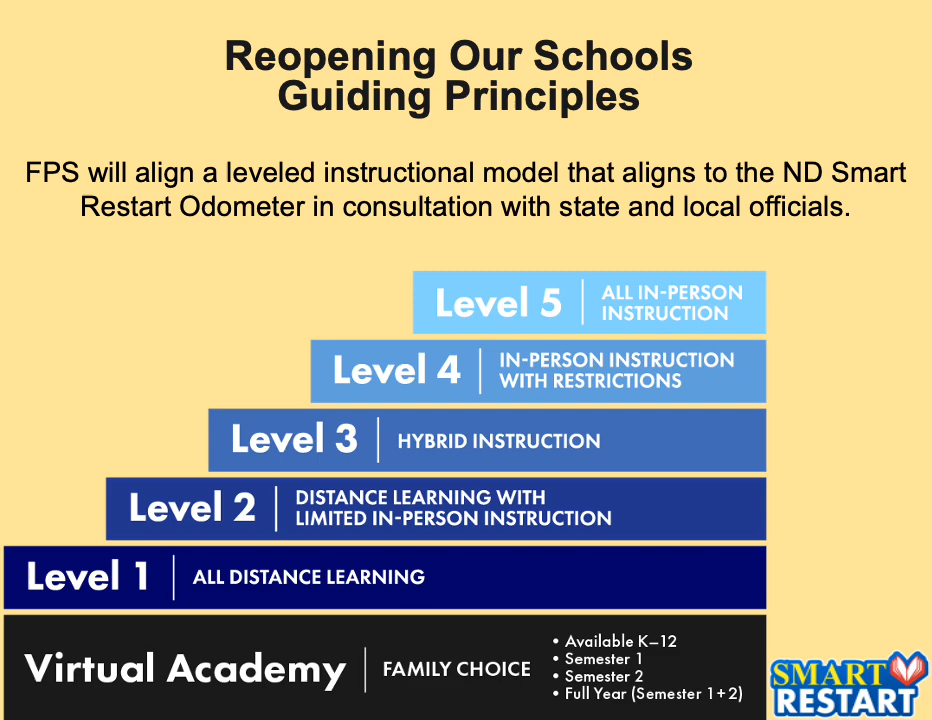 Reopening Our Schools
Guiding Principles
FPS will align a leveled instructional model that aligns to the ND Smart
Restart Odometer in consultation with state and local officials.
Level 5
ALL IN-PERSON
INSTRUCTION
Level 4
IN-PERSON INSTRUCTION
WITH RESTRICTIONS
Level 3
HYBRID INSTRUCTION
Level 2
DISTANCE LEARNING WITH
LIMITED IN-PERSON INSTRUCTION
Level 1
ALL DISTANCE LEARNING
Virtual Academy
FAMILY CHOICE
• Available K–12
• Semester 1
• Semester 2
• Full Year (Semester 1+2)
SMART
RESTART